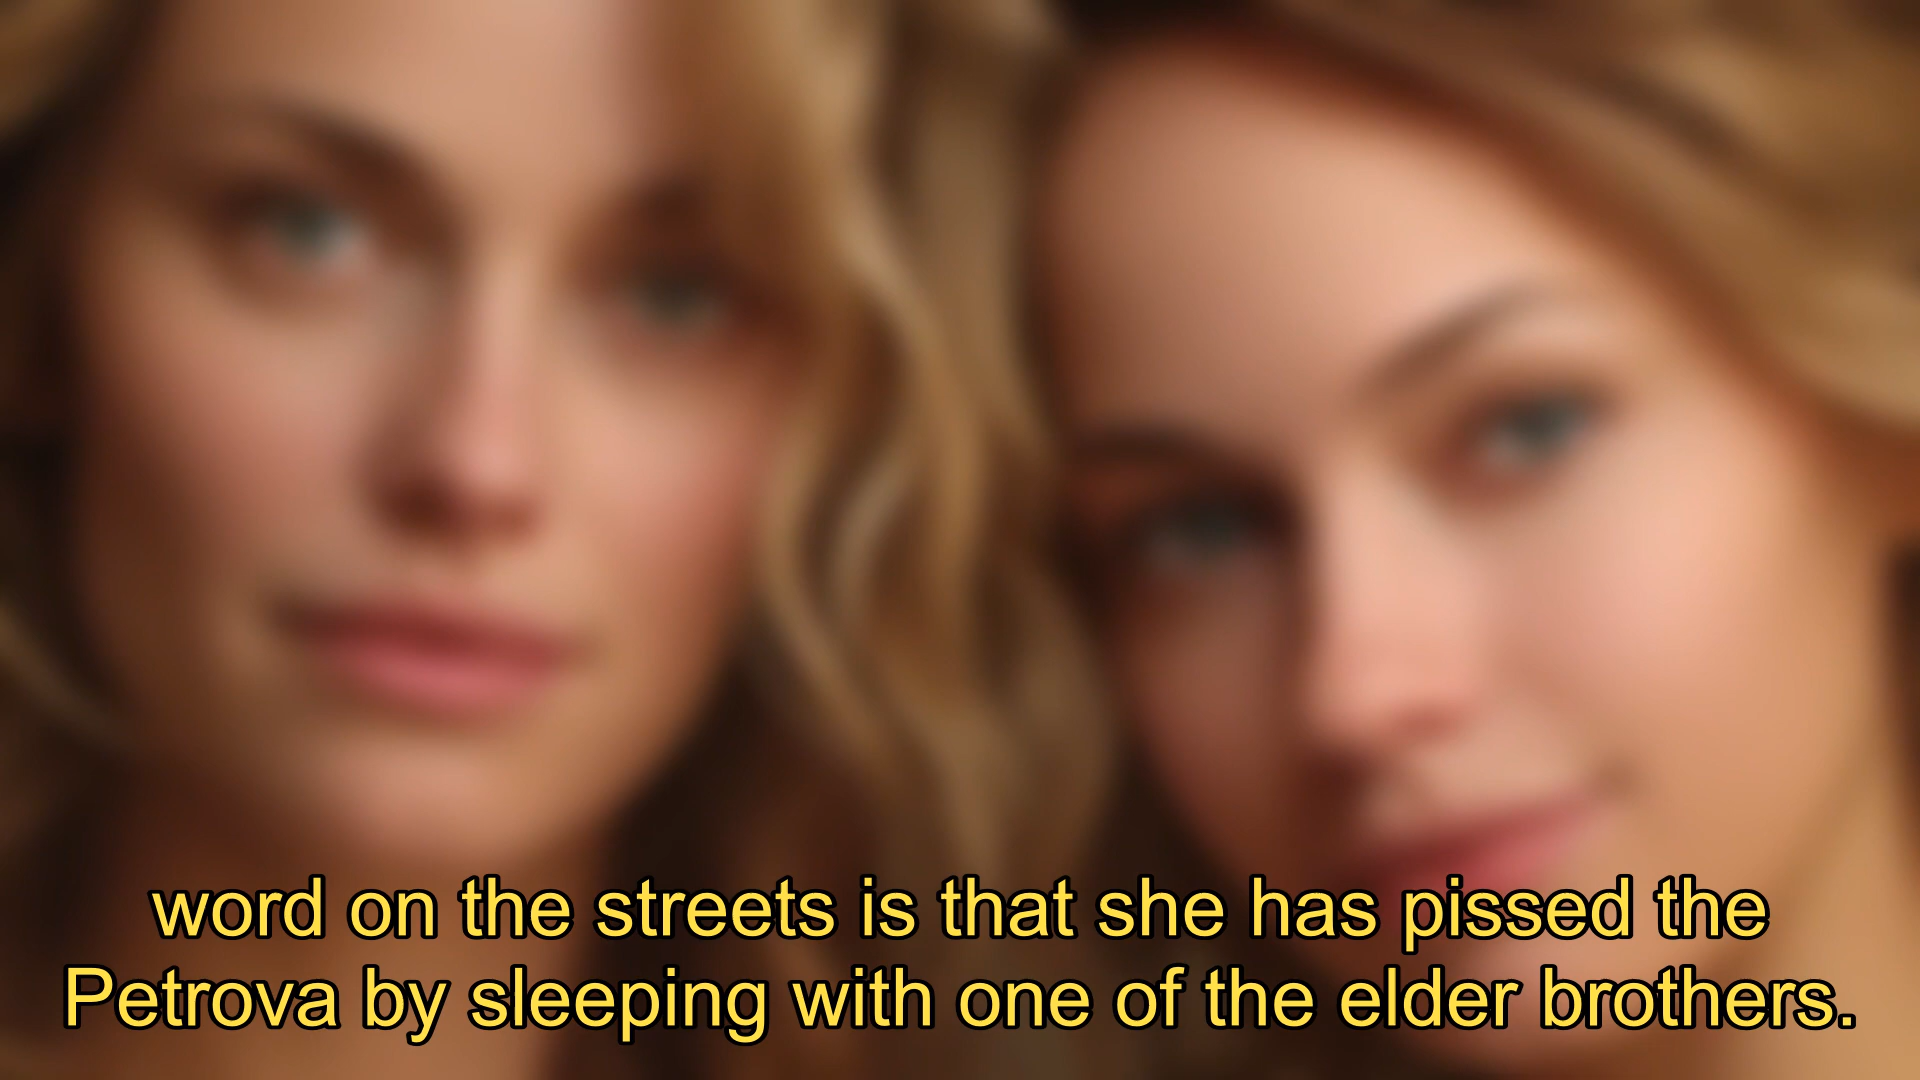 word on the streets is that she has pissed the
Petrova by sleeping with one of the elder brothers.